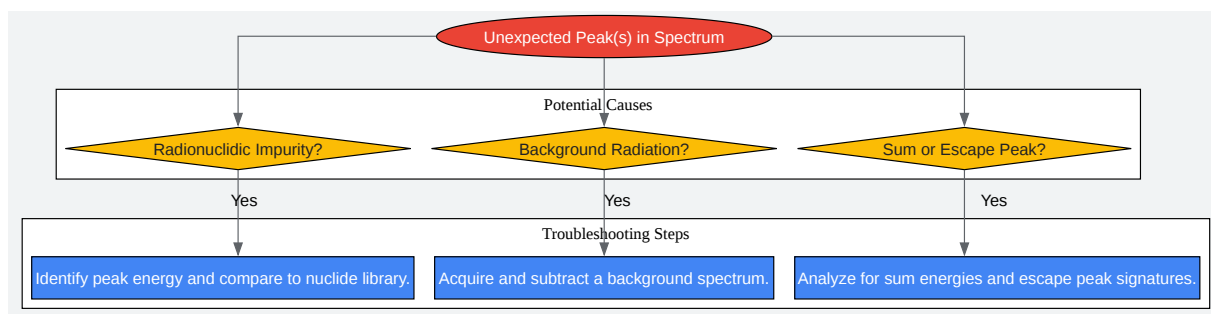 Unexpected Peak(s) in Spectrum
Potential Causes
Radionuclidic Impurity?
Background Radiation?
Sum or Escape Peak?
Yes
Yes
Yes
Troubleshooting Steps
Identify peak energy and compare to nuclide library.
Acquire and subtract a background spectrum.
Analyze for sum energies and escape peak signatures.